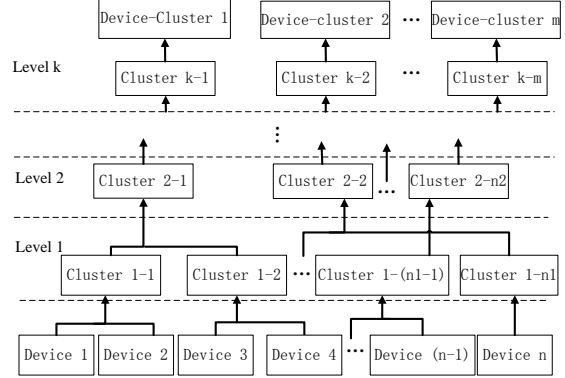 Device-Cluster 1 Device-cluster 2 ... Device-cluster m
Level k
Cluster k-1 Cluster k-2 ... Cluster k-m
...
Level 2
Cluster 2-1 Cluster 2-2 ... Cluster 2-n2
Level 1
Cluster 1-1 Cluster 1-2 ... Cluster 1-(n1-1) Cluster 1-n1
Device 1 Device 2 Device 3 Device 4 ... Device (n-1) Device n